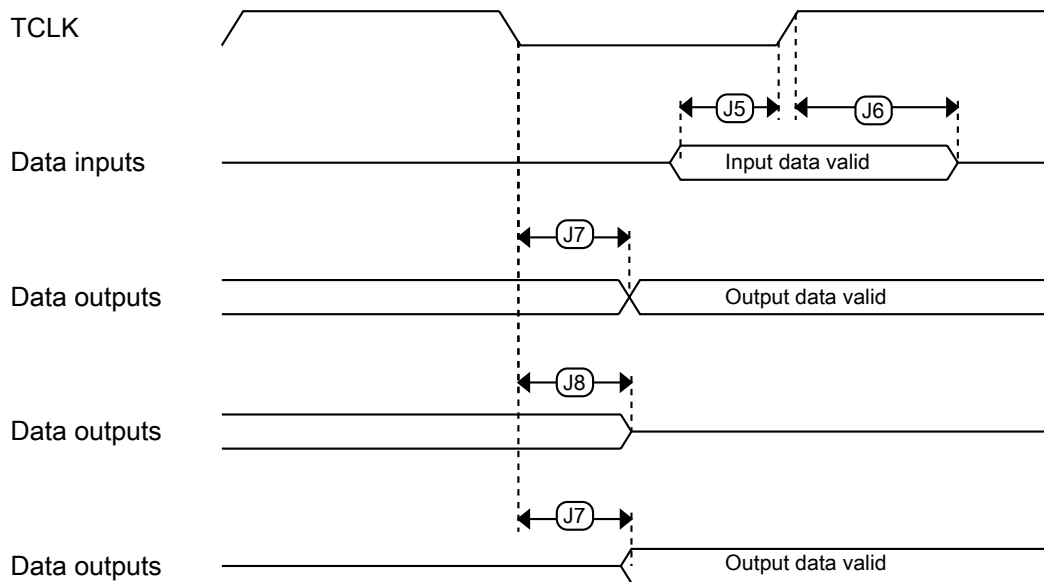 TCLK
J5
J6
Data inputs
Input data valid
J7
Data outputs
Output data valid
J8
Data outputs
J7
Data outputs
Output data valid